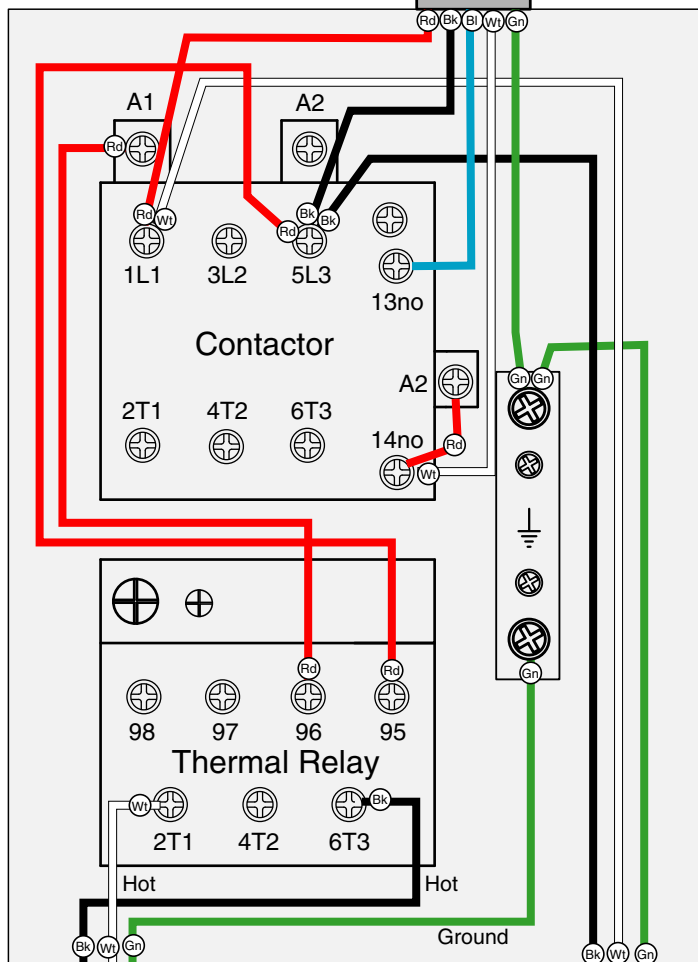 Rd Bk Bl Wt Gn
A1 A2
Rd
Rd Wt Rd Bk Bk
1L1 3L2 5L3
13no
Contactor
A2
Gn Gn
2T1 4T2 6T3
14no
Rd
Wt
Rd Rd
Gn
98 97 96 95
Thermal Relay
Wt Bk
2T1 4T2 6T3
Hot Hot
Ground
Bk Wt Gn
Bk Wt Gn